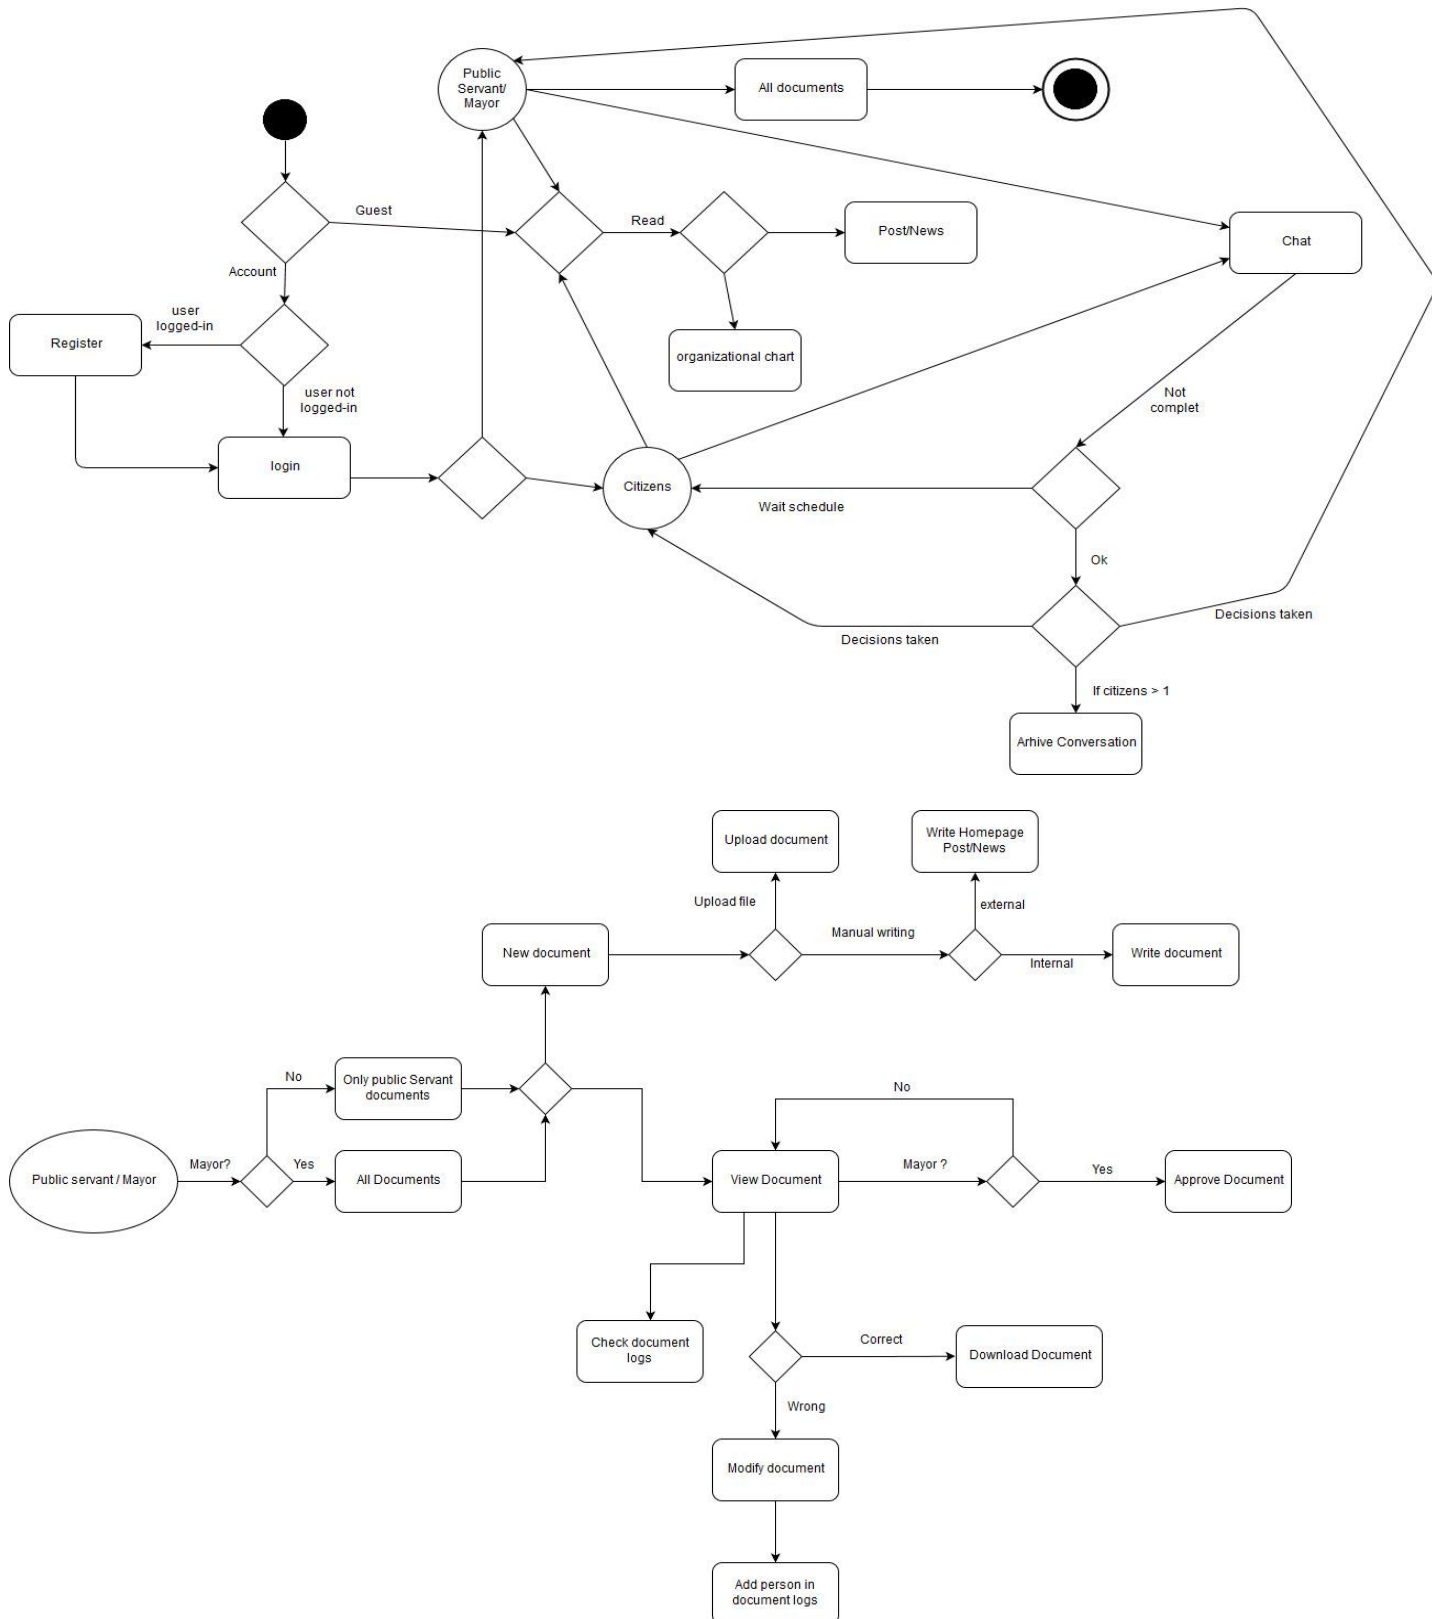 Public
Servant/
Mayor
All documents
Guest
Read
Post/News
Chat
Account
user
logged-in
Register
organizational chart
user not
logged-in
Not
complet
login
Citizens
Wait schedule
Ok
Decisions taken
Decisions taken
If citizens > 1
Arhive Conversation
Upload document
Write Homepage
Post/News
Upload file
external
Manual writing
New document
Internal
Write document
No
Only public Servant
documents
No
Public servant / Mayor
Mayor?
Yes
All Documents
View Document
Mayor ?
Yes
Approve Document
Check document
logs
Correct
Download Document
Wrong
Modify document
Add person in
document logs